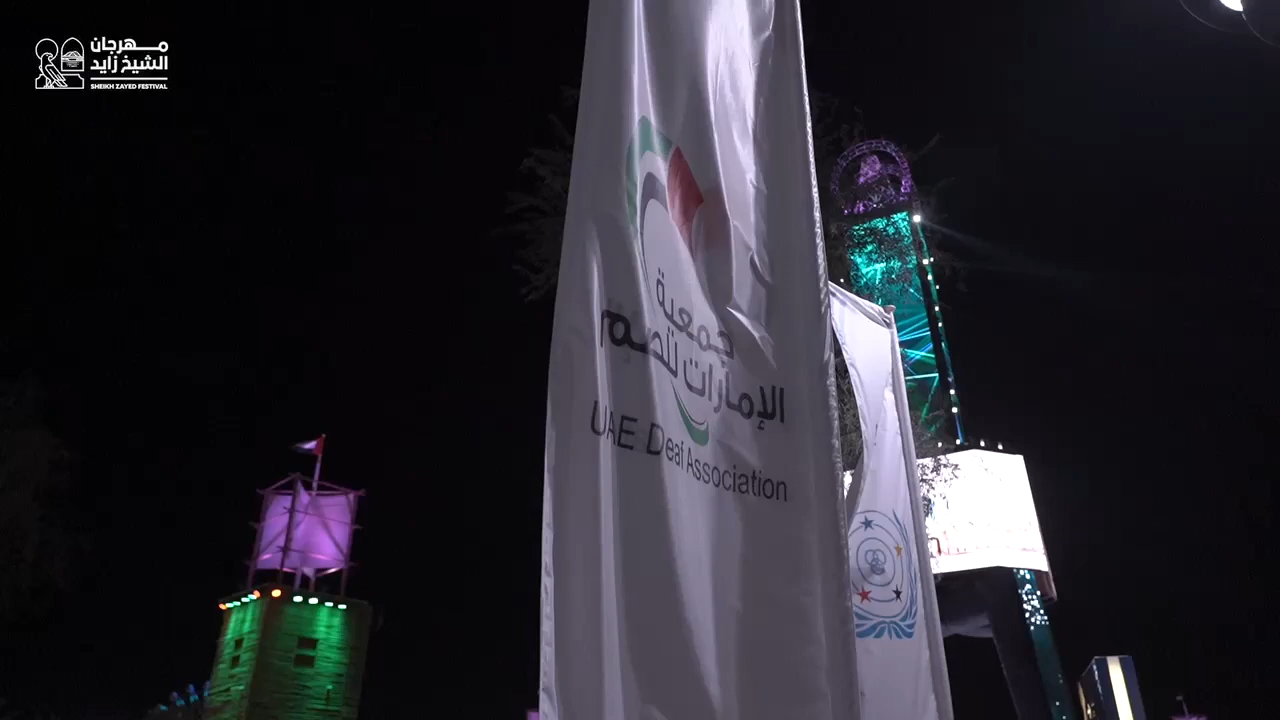 مهرجان
الشيخ زايد
SHEIKH ZAYED FESTIVAL
جمعية
الإمارات للصم
UAE Deaf Association